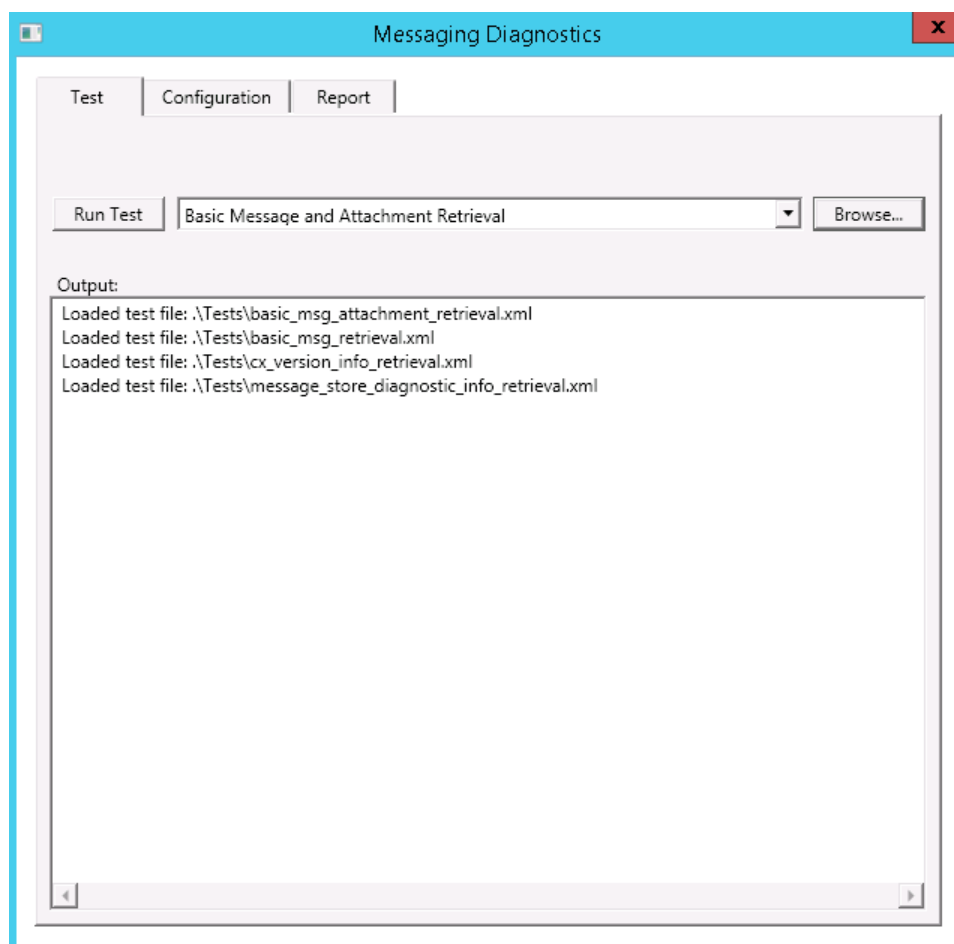 Messaging Diagnostics
x
Test Configuration Report
Run Test Basic Message and Attachment Retrieval Browse...
Output:
Loaded test file: .\Tests\basic_msg_attachment_retrieval.xml
Loaded test file: .\Tests\basic_msg_retrieval.xml
Loaded test file: .\Tests\cx_version_info_retrieval.xml
Loaded test file: .\Tests\message_store_diagnostic_info_retrieval.xml